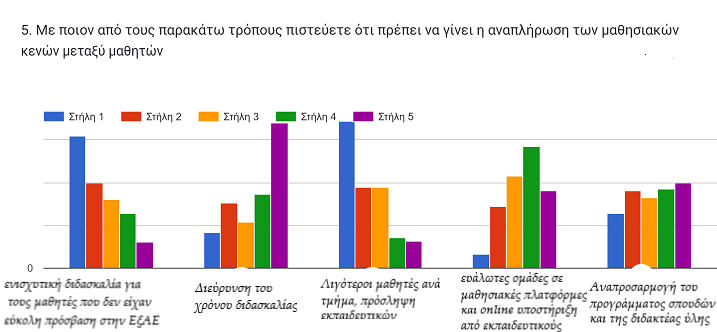 5. Με ποιον από τους παρακάτω τρόπους πιστεύετε ότι πρέπει να γίνει η αναπλήρωση των μαθησιακών
κενών μεταξύ μαθητών
Στήλη 1 Στήλη 2 Στήλη 3 Στήλη 4 Στήλη 5
0
ενισχυτική διδασκαλία για
τους μαθητές που δεν είχαν
εύκολη πρόσβαση στην ΕξΑΕ
Διεύρυνση του
χρόνου διδασκαλίας
Λιγότεροι μαθητές ανά
τμήμα, πρόσληψη
εκπαιδευτικών
ευάλωτες ομάδες σε
μαθησιακές πλατφόρμες
και online υποστήριξη
από εκπαιδευτικούς
Αναπροσαρμογή του
προγράμματος σπουδών
και της διδακτέας ύλης